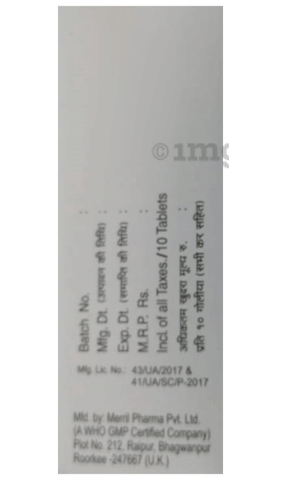 ©1mg
Batch No. :
Mfg. Dt. (उत्पादन की तिथि) :
Exp. Dt. (समाप्ति की तिथि) :
M.R.P. Rs. :
Incl. of all Taxes./10 Tablets
अधिकतम खुदरा मूल्य रु. :
प्रति १० गोलीया (सभी कर सहित)
Mfg. Lic. No.: 43/UA/2017 &
41/UA/SC/P-2017
Mfd. by: Merril Pharma Pvt. Ltd.
(A WHO GMP Certified Company)
Plot No. 212, Raipur, Bhagwanpur
Roorkee -247667 (U.K.)